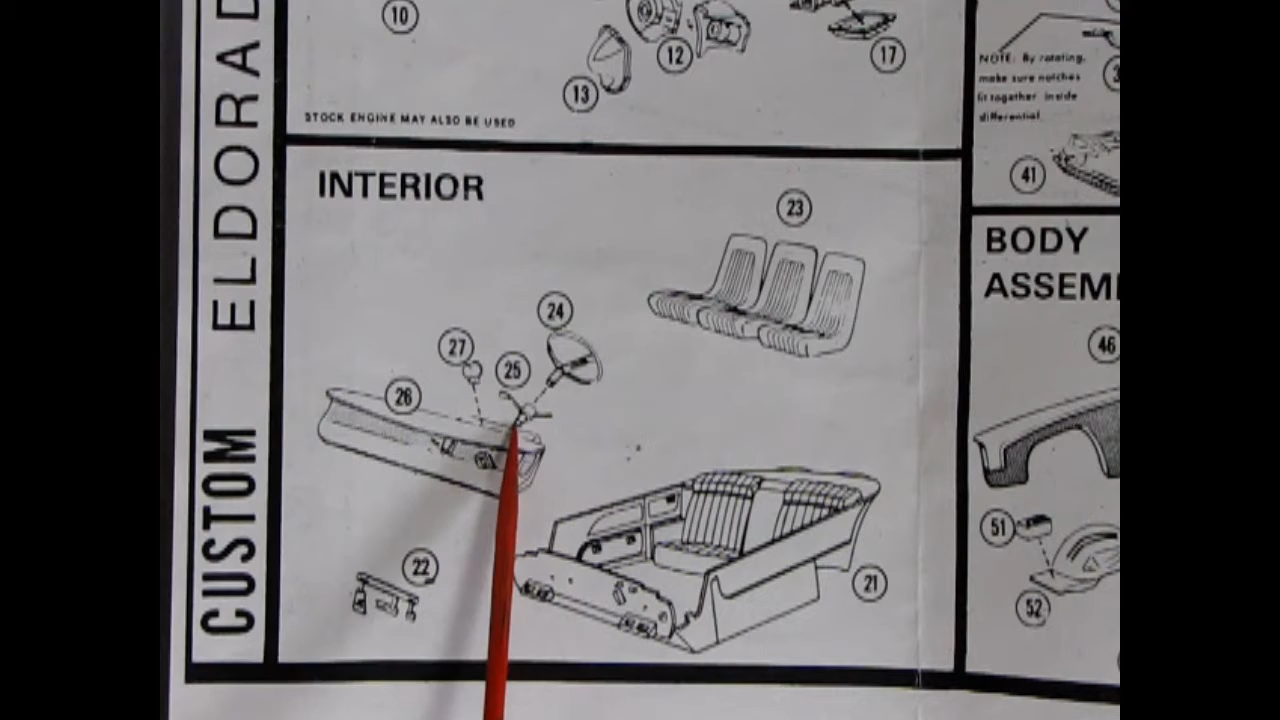 CUSTOM ELDORAD
10
12
13
17
STOCK ENGINE MAY ALSO BE USED
INTERIOR
23
24
27
25
26
22
21
NOTE: By rotating,
make sure notches
fit together inside
differential
41
BODY
ASSEM
46
51
52